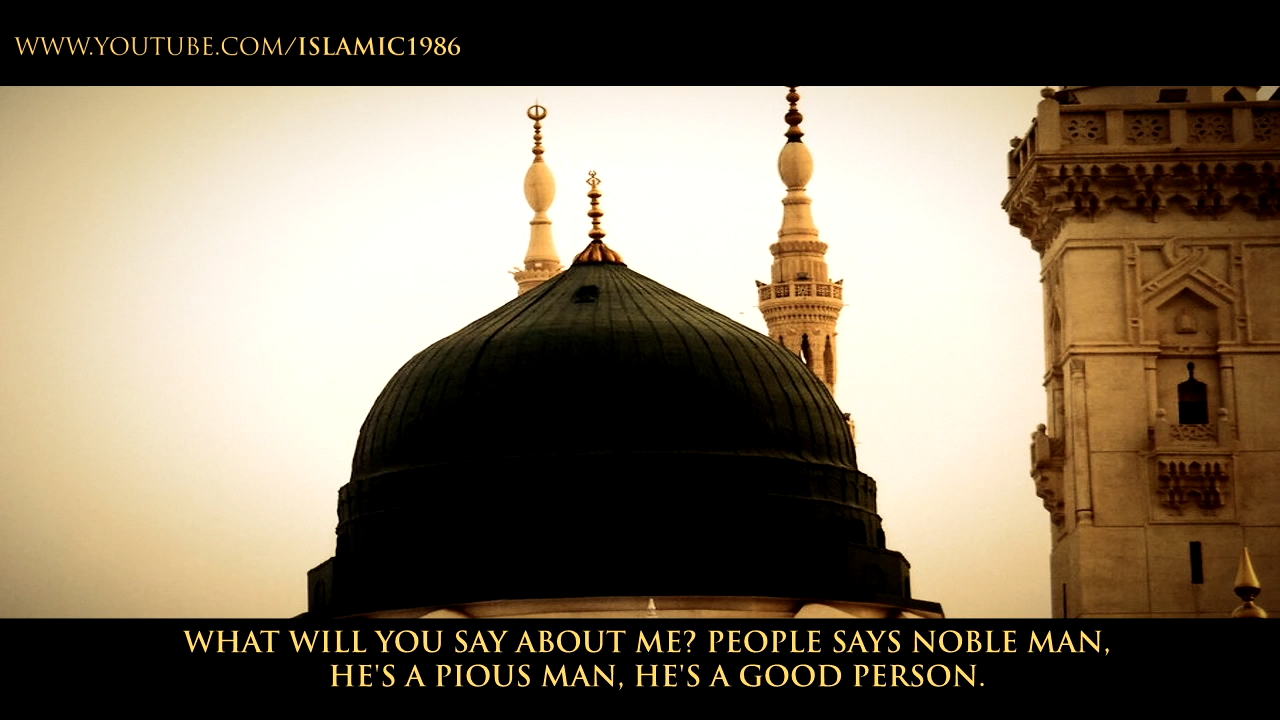 WWW.YOUTUBE.COM/ISLAMIC1986
WHAT WILL YOU SAY ABOUT ME? PEOPLE SAYS NOBLE MAN,
HE'S A PIOUS MAN, HE'S A GOOD PERSON.